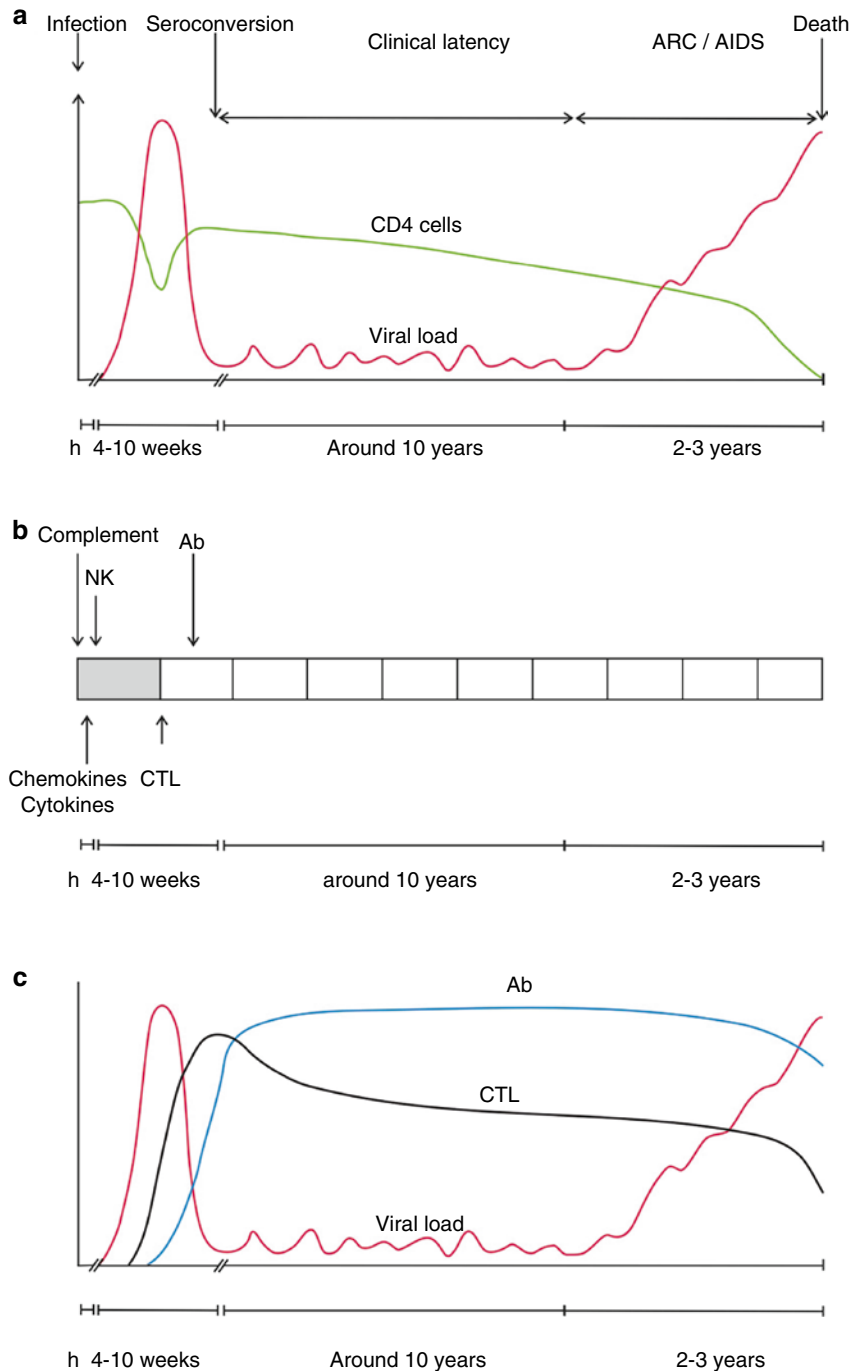 a
Infection
Seroconversion
Clinical latency
ARC / AIDS
Death
CD4 cells
Viral load
h 4-10 weeks
Around 10 years
2-3 years
b
Complement
Ab
NK
Chemokines
Cytokines
CTL
h 4-10 weeks
around 10 years
2-3 years
c
Ab
CTL
Viral load
h 4-10 weeks
Around 10 years
2-3 years